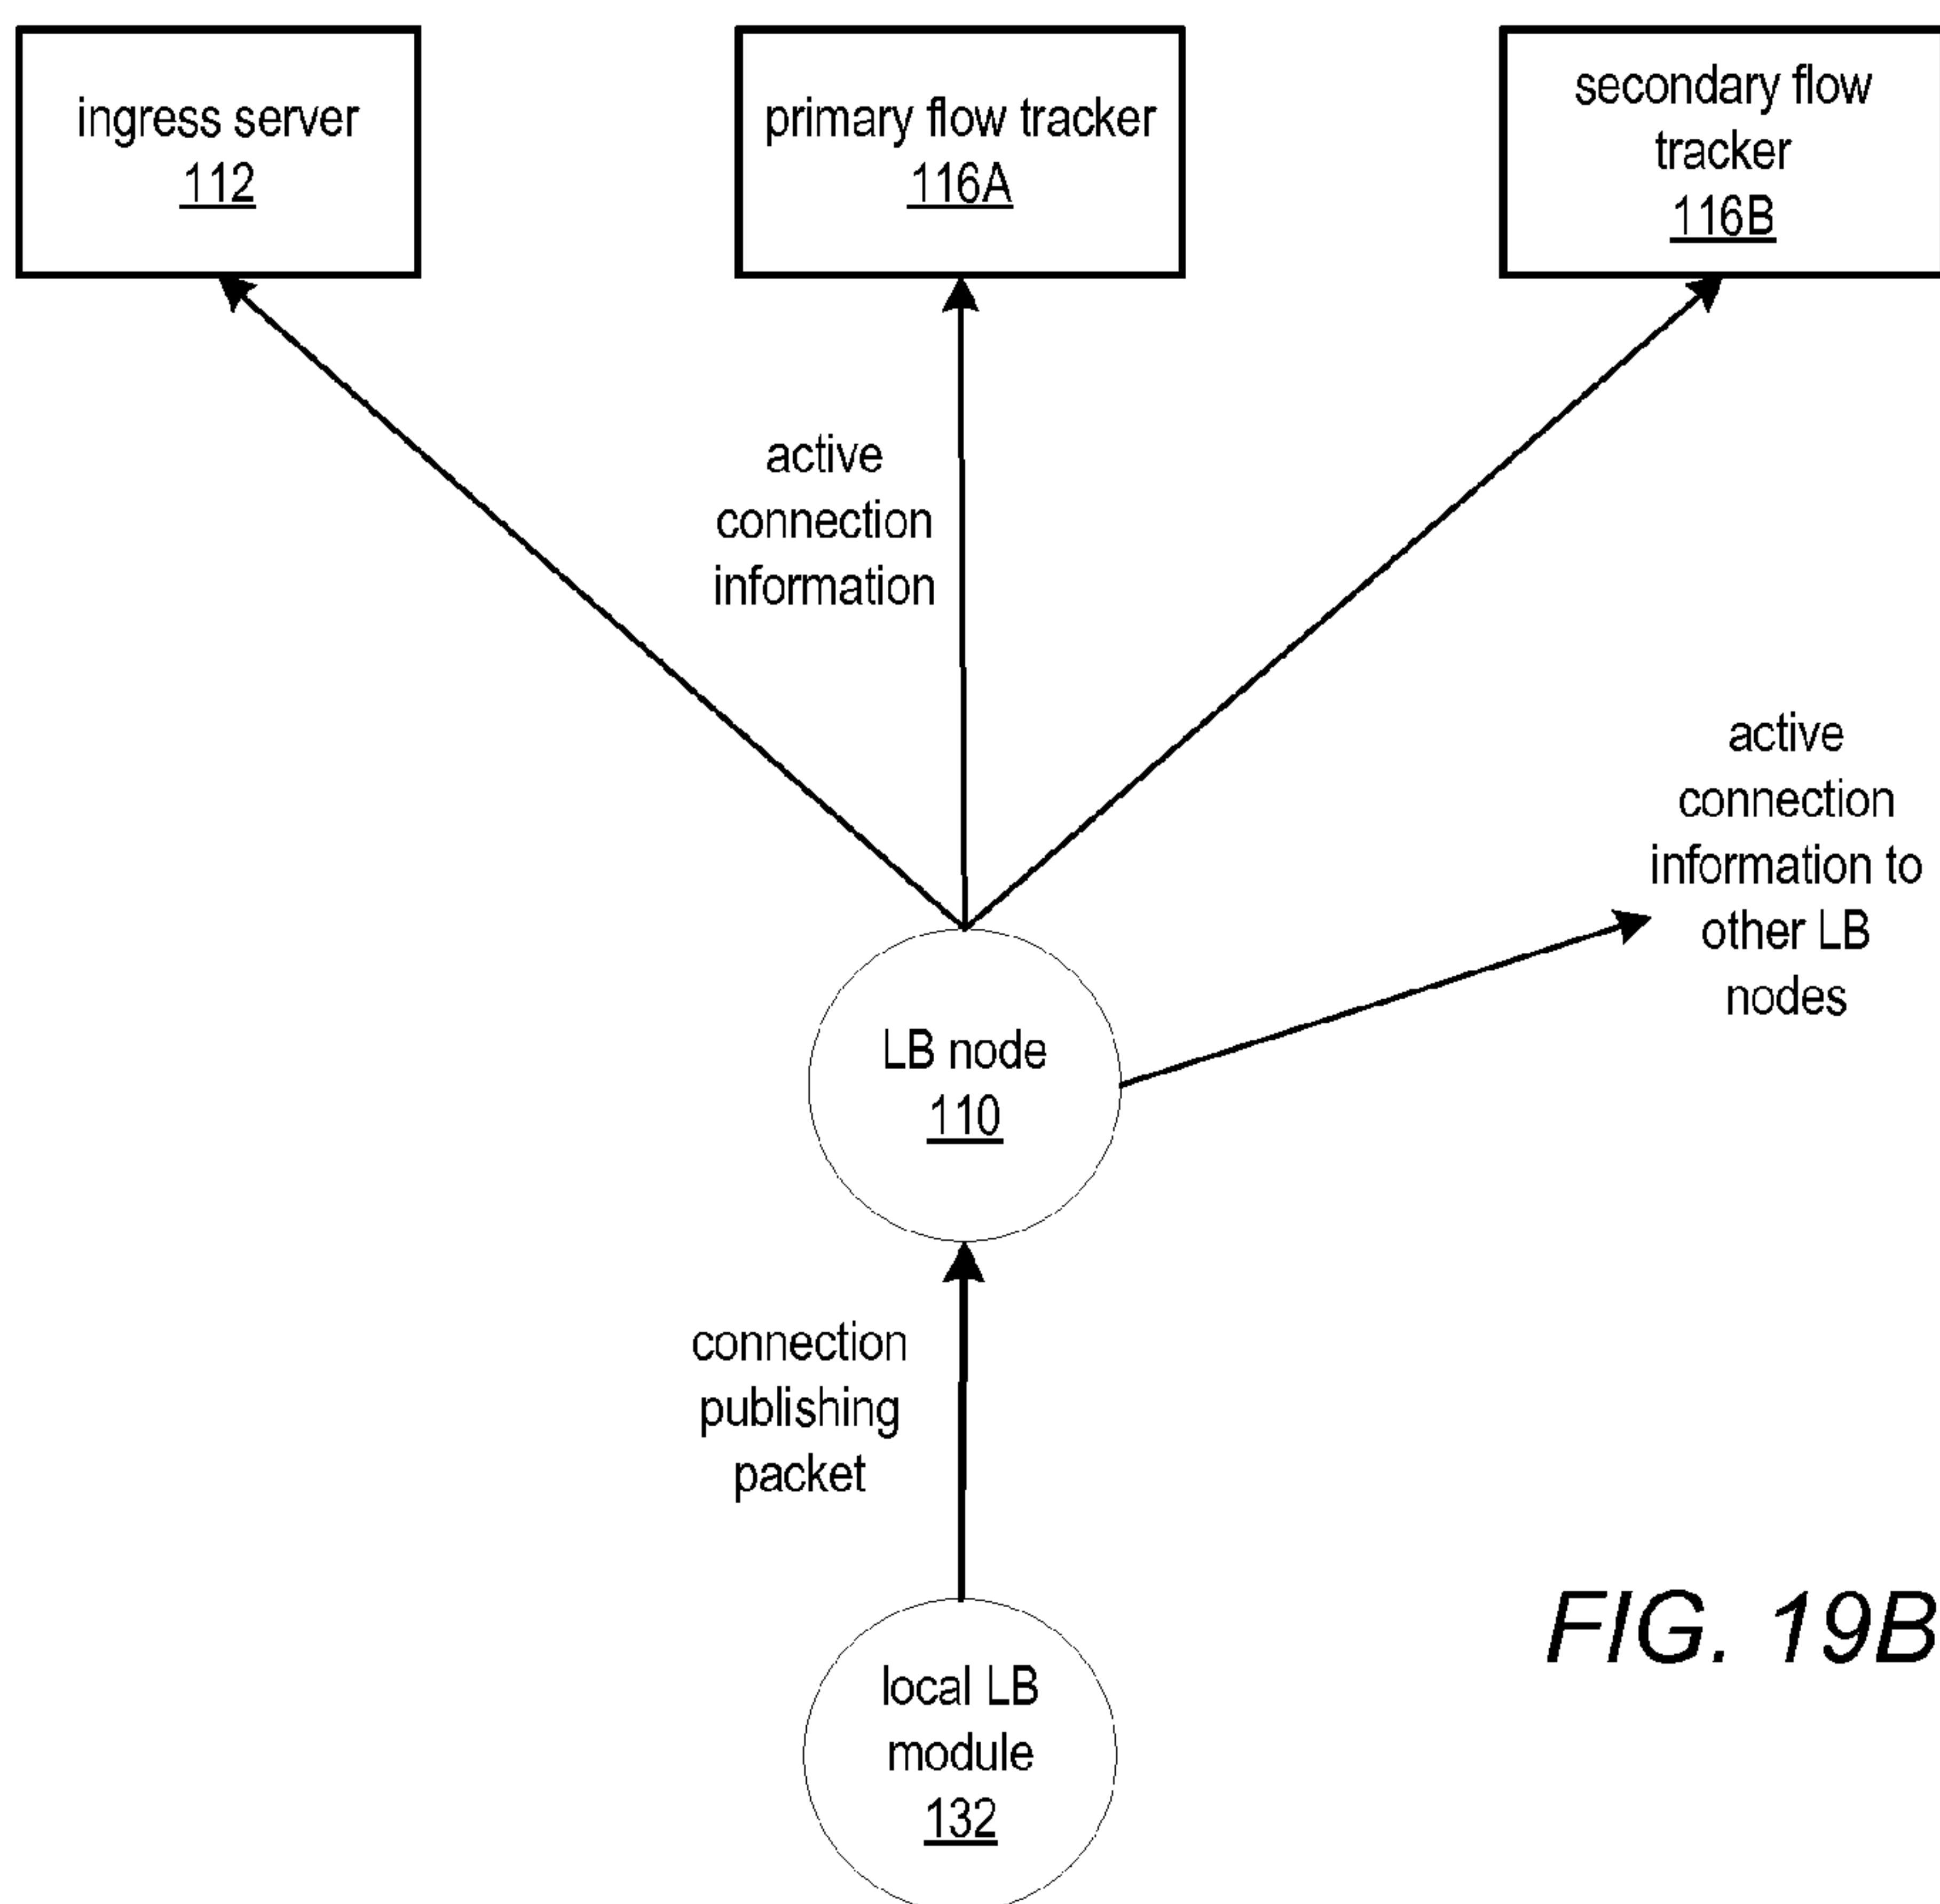 ingress server
112
primary flow tracker
116A
secondary flow
tracker
116B
active
connection
information
active
connection
information to
other LB
nodes
LB node
110
connection
publishing
packet
local LB
module
132
FIG. 19B